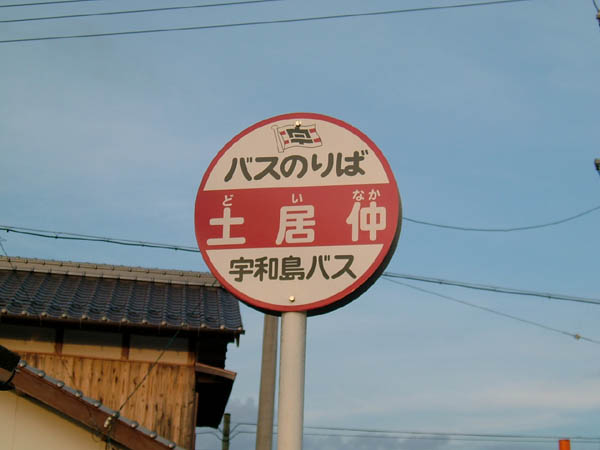 バスのりば
ど い なか
土居仲
宇和島バス